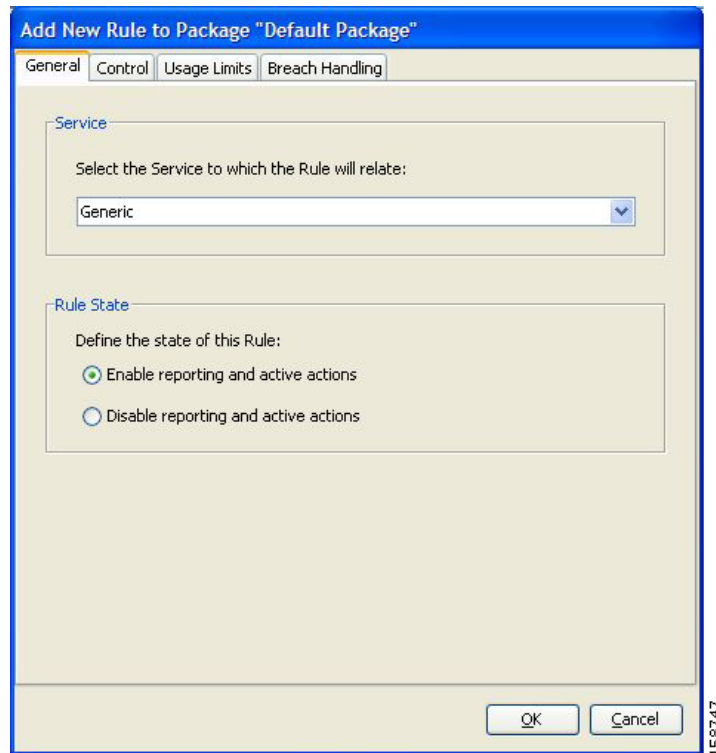 Add New Rule to Package "Default Package"
General Control Usage Limits Breach Handling
Service
Select the Service to which the Rule will relate:
Generic
Rule State
Define the state of this Rule:
Enable reporting and active actions
Disable reporting and active actions
OK Cancel